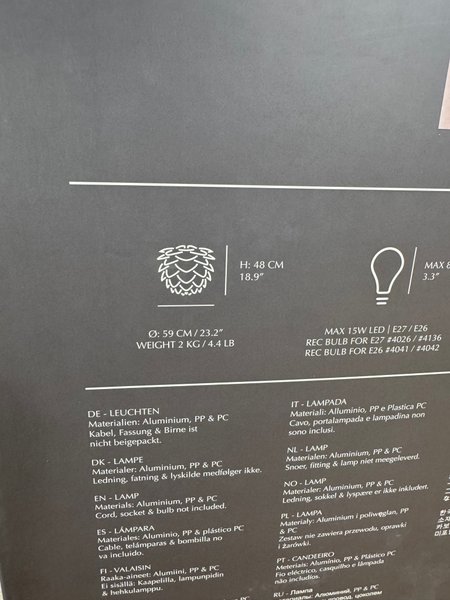 H: 48 CM
18.9"
MAX
3.3"
Ø: 59 CM / 23.2"
WEIGHT 2 KG / 4.4 LB
MAX 15W LED | E27 / E26
REC BULB FOR E27 #4026 / #4136
REC BULB FOR E26 #4041 / #4042
DE - LEUCHTEN
Materialien: Aluminium, PP & PC
Kabel, Fassung & Birne ist
nicht beigepackt.
DK - LAMPE
Materialer: Aluminium, PP & PC
Ledning, fatning & lyskilde medfølger ikke.
EN - LAMP
Materials: Aluminium, PP & PC
Cord, socket & bulb not included.
ES - LÁMPARA
Materiales: Aluminio, PP & plástico PC
Cable, telámparas & bombilla no
va incluido.
FI - VALAISIN
Raaka-aineet: Alumiini, PP & PC
Ei sisällä: Kaapelila, lampunpidin
& hehkulamppu.
IT - LAMPADA
Materiali: Alluminio, PP e Plastica PC
Cavo, portalampada e lampadina non
sono inclusi.
NL - LAMP
Materialen: Aluminium, PP & PC
Snoer, fitting & lamp niet meegeleverd.
NO - LAMP
Materialer: Aluminium, PP & PC
Ledning, sokkel & lyspære er ikke inkludert.
PL - LAMPA
Materialy: Aluminium i poliwęglan, PP
& PC
Zestaw nie zawiera przewodu, oprawki
i żarówki.
PT - CANDEEIRO
Materiais: Alumínio, PP & Plástico PC
Fio eléctrico, casquilho e lâmpada
não incluídos.
RU - Лампа
Материалы: Алюминий, PP & PC